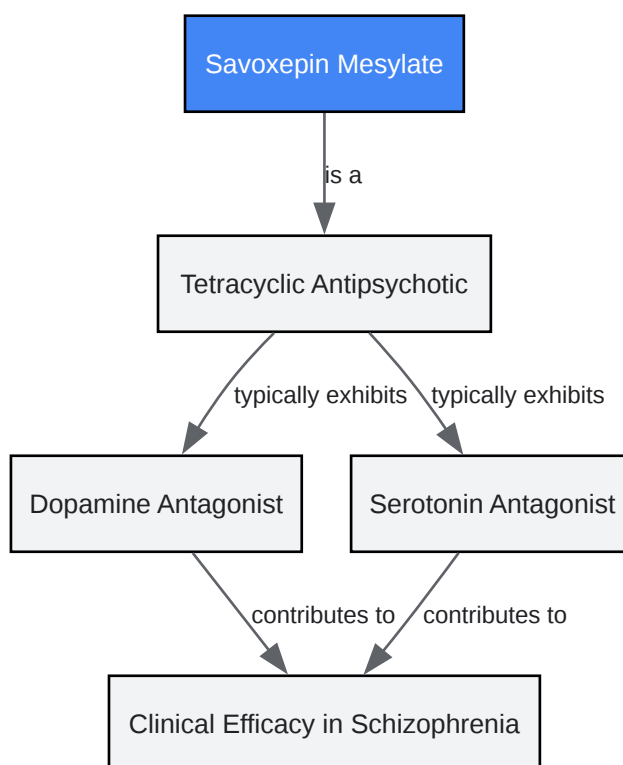 Savoxepin Mesylate
is a
Tetracyclic Antipsychotic
typically exhibits
typically exhibits
Dopamine Antagonist
Serotonin Antagonist
contributes to
contributes to
Clinical Efficacy in Schizophrenia